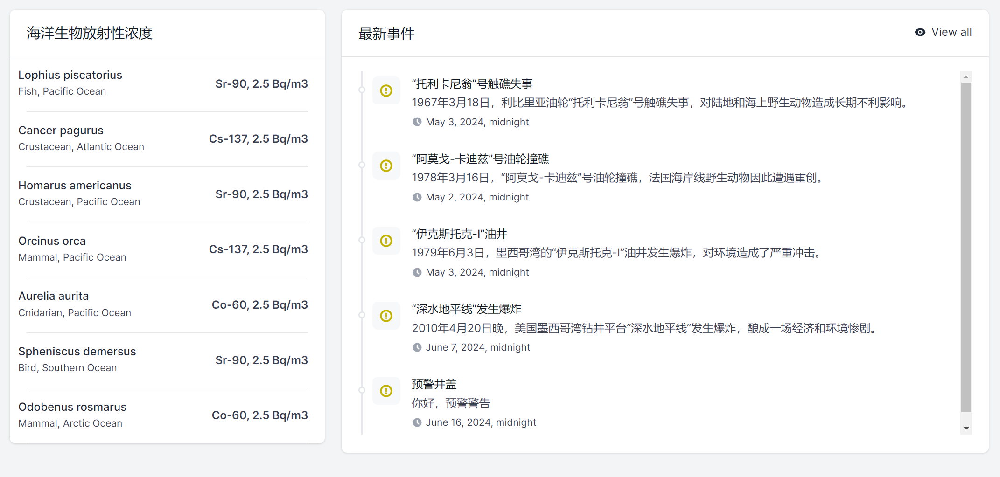 海洋生物放射性浓度
Lophius piscatorius
Fish, Pacific Ocean
Sr-90, 2.5 Bq/m3
Cancer pagurus
Crustacean, Atlantic Ocean
Cs-137, 2.5 Bq/m3
Homarus americanus
Crustacean, Pacific Ocean
Sr-90, 2.5 Bq/m3
Orcinus orca
Mammal, Pacific Ocean
Cs-137, 2.5 Bq/m3
Aurelia aurita
Cnidarian, Pacific Ocean
Co-60, 2.5 Bq/m3
Spheniscus demersus
Bird, Southern Ocean
Sr-90, 2.5 Bq/m3
Odobenus rosmarus
Mammal, Arctic Ocean
Co-60, 2.5 Bq/m3
最新事件
View all
“托利卡尼翁”号触礁失事
1967年3月18日，利比里亚油轮“托利卡尼翁”号触礁失事，对陆地和海上野生动物造成长期不利影响。
May 3, 2024, midnight
“阿莫戈-卡迪兹”号油轮撞礁
1978年3月16日，“阿莫戈-卡迪兹”号油轮撞礁，法国海岸线野生动物因此遭遇重创。
May 2, 2024, midnight
“伊克斯托克-I”油井
1979年6月3日，墨西哥湾的“伊克斯托克-I”油井发生爆炸，对环境造成了严重冲击。
May 3, 2024, midnight
“深水地平线”发生爆炸
2010年4月20日晚，美国墨西哥湾钻井平台“深水地平线”发生爆炸，酿成一场经济和环境惨剧。
June 7, 2024, midnight
预警井盖
你好，预警警告
June 16, 2024, midnight